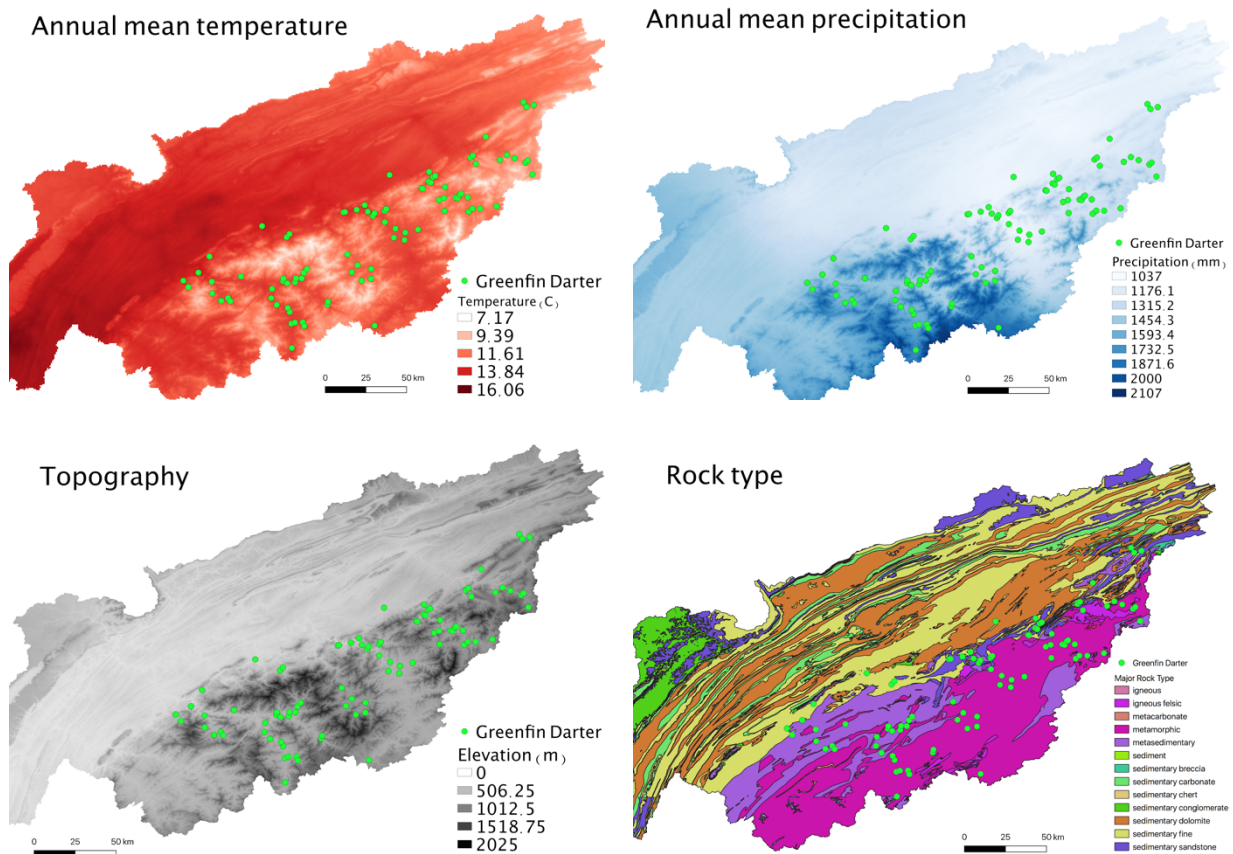 Annual mean temperature
Greenfin Darter
Temperature (C)
7.17
9.39
11.61
13.84
16.06
0 25 50 km
Annual mean precipitation
Greenfin Darter
Precipitation (mm)
1037
1176.1
1315.2
1454.3
1593.4
1732.5
1871.6
2000
2107
0 25 50 km
Topography
Greenfin Darter
Elevation (m)
0
506.25
1012.5
1518.75
2025
0 25 50 km
Rock type
Greenfin Darter
Major Rock Type
igneous
igneous felsic
metacarbonate
metamorphic
metasedimentary
sediment
sedimentary breccia
sedimentary carbonate
sedimentary chert
sedimentary conglomerate
sedimentary dolomite
sedimentary fine
sedimentary sandstone
0 25 50 km